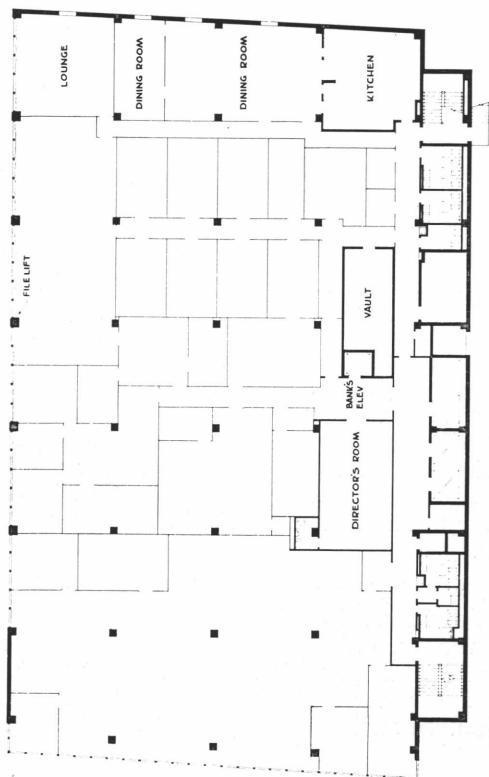 LOUNGE
DINING ROOM
DINING ROOM
KITCHEN
FILE LIFT
VAULT
BANK'S
ELEV
DIRECTOR'S ROOM